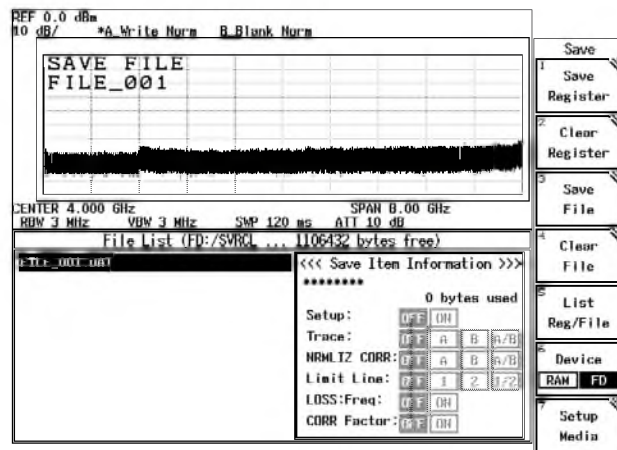 REF 0.0 dBm
10 dB/ *A_Write Norm B_Blank Norm
SAVE FILE
FILE_001
CENTER 4.000 GHz SPAN 8.00 GHz
RBW 3 MHz VBW 3 MHz SWP 120 ms ATT 10 dB
File List (FD:/SVRCL ... 1106432 bytes free)
FILE_001.DAT
<<< Save Item Information >>>
********
0 bytes used
Setup: OFF ON
Trace: OFF A B A/B
NRMLIZ CORR: OFF A B A/B
Limit Line: OFF 1 2 1/2
LOSS:Freq: OFF ON
CORR Factor: OFF ON
Save
1 Save
Register
2 Clear
Register
3 Save
File
4 Clear
File
5 List
Reg/File
6 Device
RAM FD
7 Setup
Media